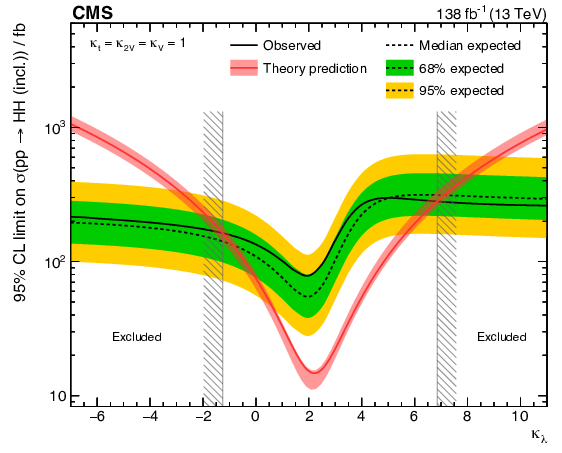 CMS
138 fb⁻¹ (13 TeV)
κt = κ2V = κV = 1
Observed
Theory prediction
Median expected
68% expected
95% expected
95% CL limit on σ(pp → HH (incl.)) / fb
10³
10²
10
Excluded
Excluded
−6 −4 −2 0 2 4 6 8 10
κλ